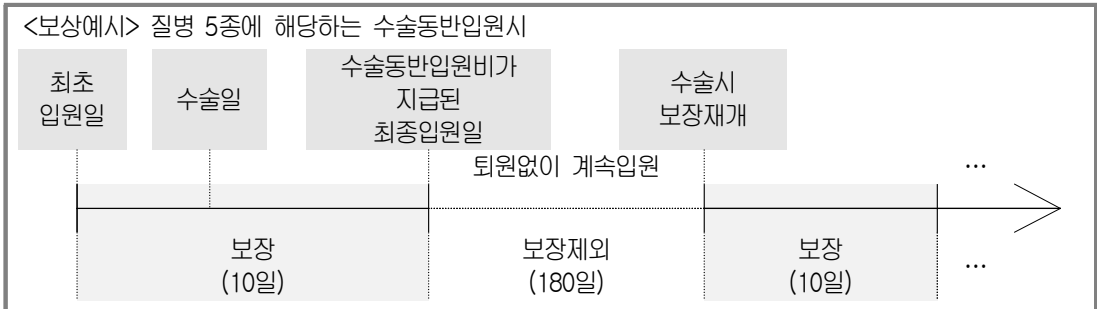 <보상예시> 질병 5종에 해당하는 수술동반입원시
최초
입원일
수술일
수술동반입원비가
지급된
최종입원일
수술시
보장재개
퇴원없이 계속입원
...
보장
(10일)
보장제외
(180일)
보장
(10일)
...